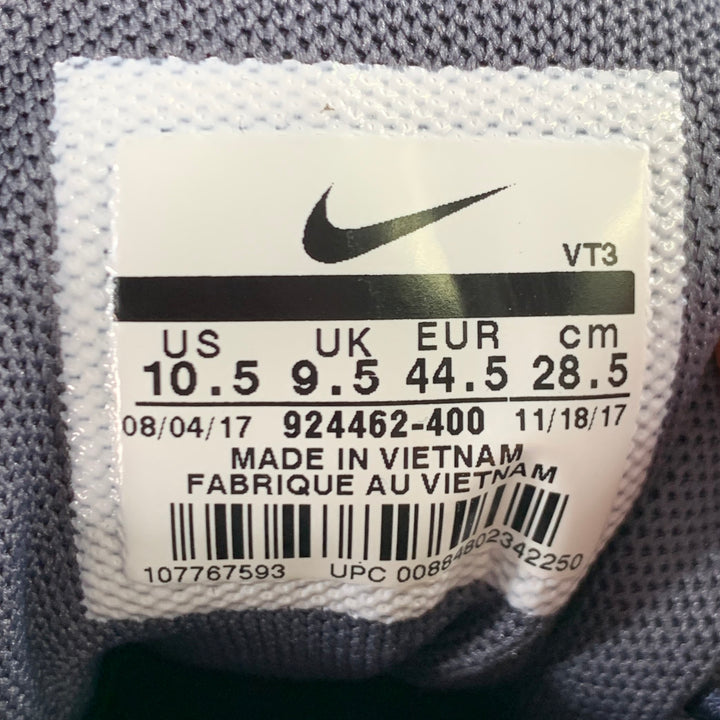 VT3
US UK EUR cm
10.5 9.5 44.5 28.5
08/04/17 924462-400 11/18/17
MADE IN VIETNAM
FABRIQUE AU VIETNAM
107767593 UPC 00884802342250